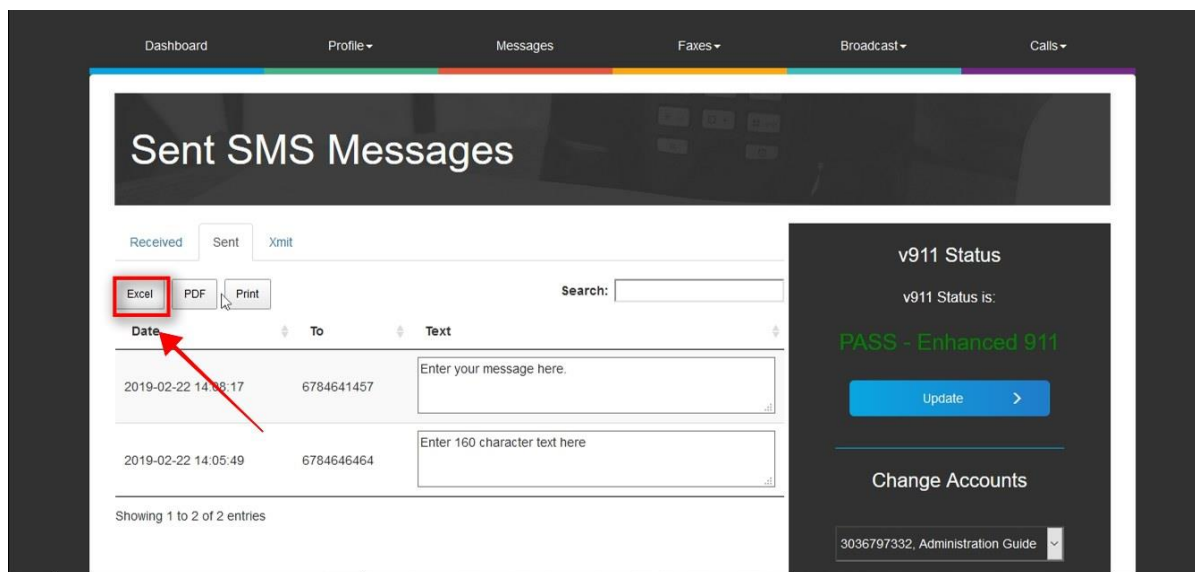 Dashboard Profile Messages Faxes Broadcast Calls
Sent SMS Messages
Received Sent Xmit
Excel PDF Print Search:
Date To Text
2019-02-22 14:08:17 6784641457 Enter your message here.
2019-02-22 14:05:49 6784646464 Enter 160 character text here
Showing 1 to 2 of 2 entries
v911 Status
v911 Status is:
PASS - Enhanced 911
Update
Change Accounts
3036797332, Administration Guide